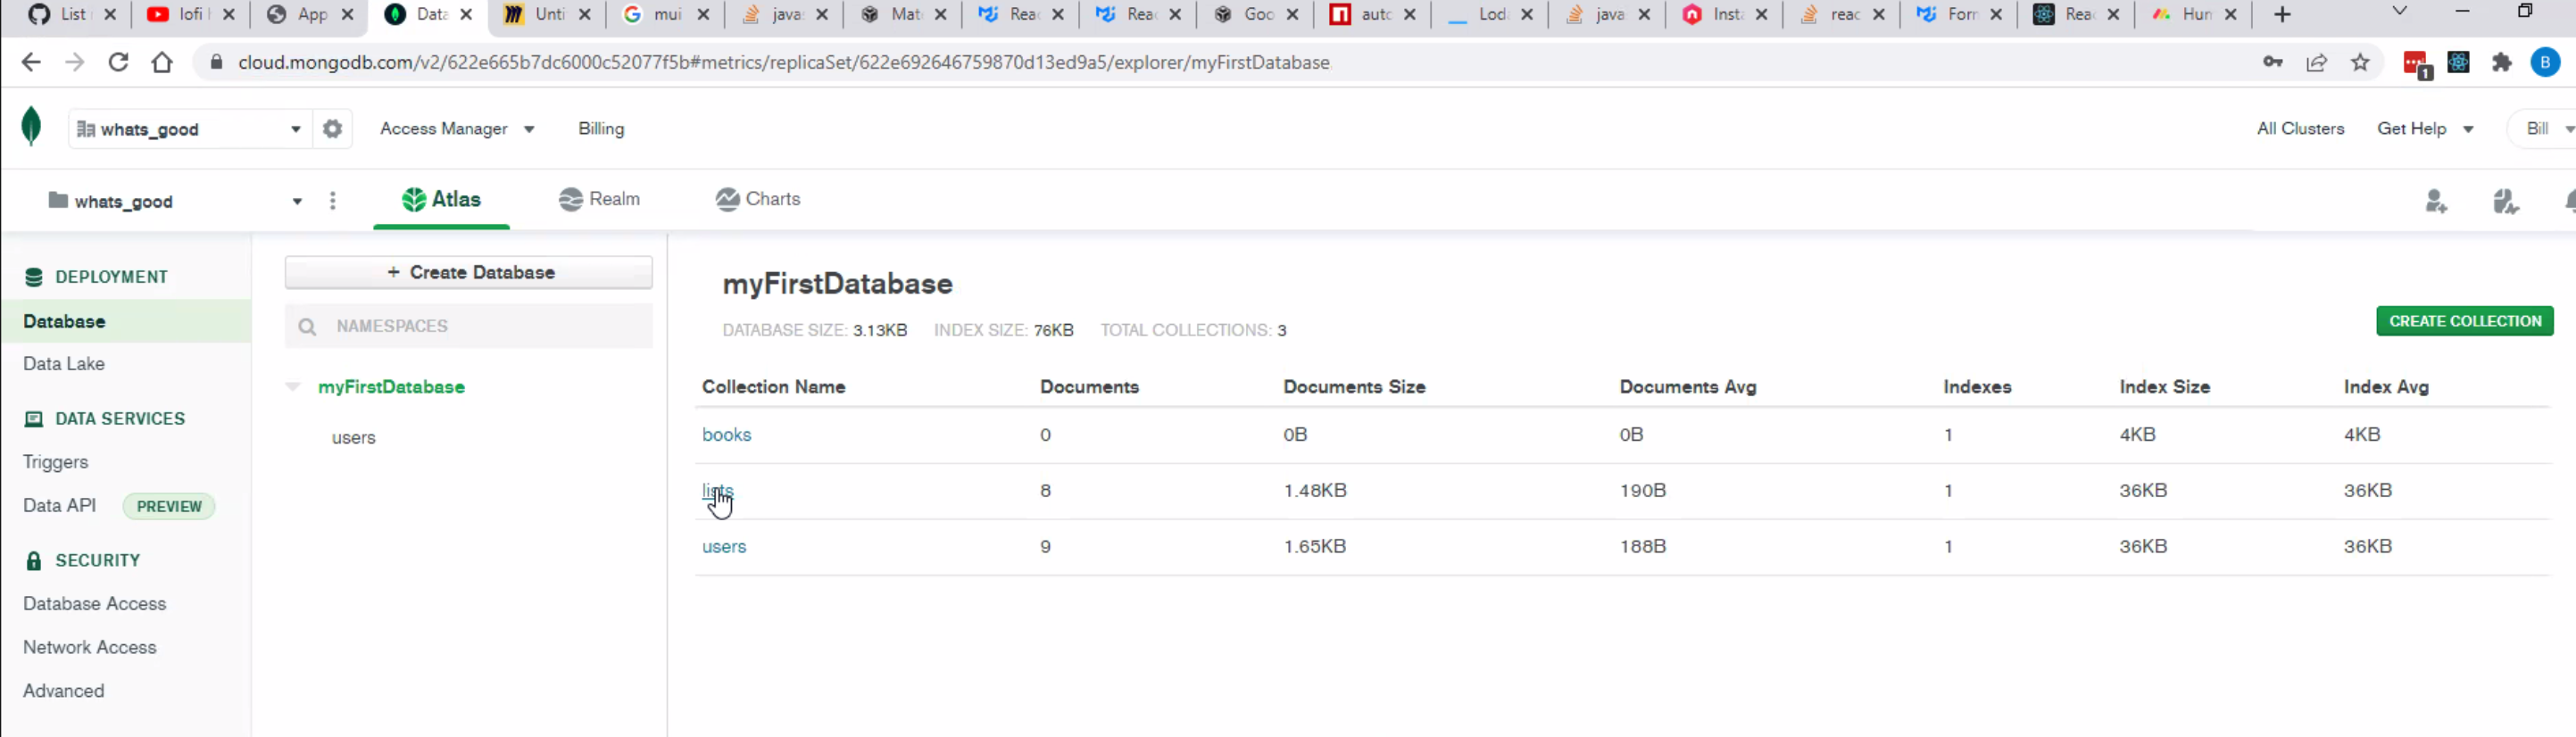 List
lofi
App
Data
Unti
mui
java
Mat
Rea
Rea
Goo
auto
Lod
java
Inst
reac
Forn
Rea
Hun
cloud.mongodb.com/v2/622e665b7dc6000c52077f5b#metrics/replicaSet/622e692646759870d13ed9a5/explorer/myFirstDatabase
1
B
whats_good
Access Manager
Billing
All Clusters
Get Help
Bill
whats_good
Atlas
Realm
Charts
DEPLOYMENT
Database
Data Lake
DATA SERVICES
Triggers
Data API PREVIEW
SECURITY
Database Access
Network Access
Advanced
+ Create Database
NAMESPACES
myFirstDatabase
users
myFirstDatabase
DATABASE SIZE: 3.13KB INDEX SIZE: 76KB TOTAL COLLECTIONS: 3
CREATE COLLECTION
Collection Name Documents Documents Size Documents Avg Indexes Index Size Index Avg
books 0 0B 0B 1 4KB 4KB
lists 8 1.48KB 190B 1 36KB 36KB
users 9 1.65KB 188B 1 36KB 36KB